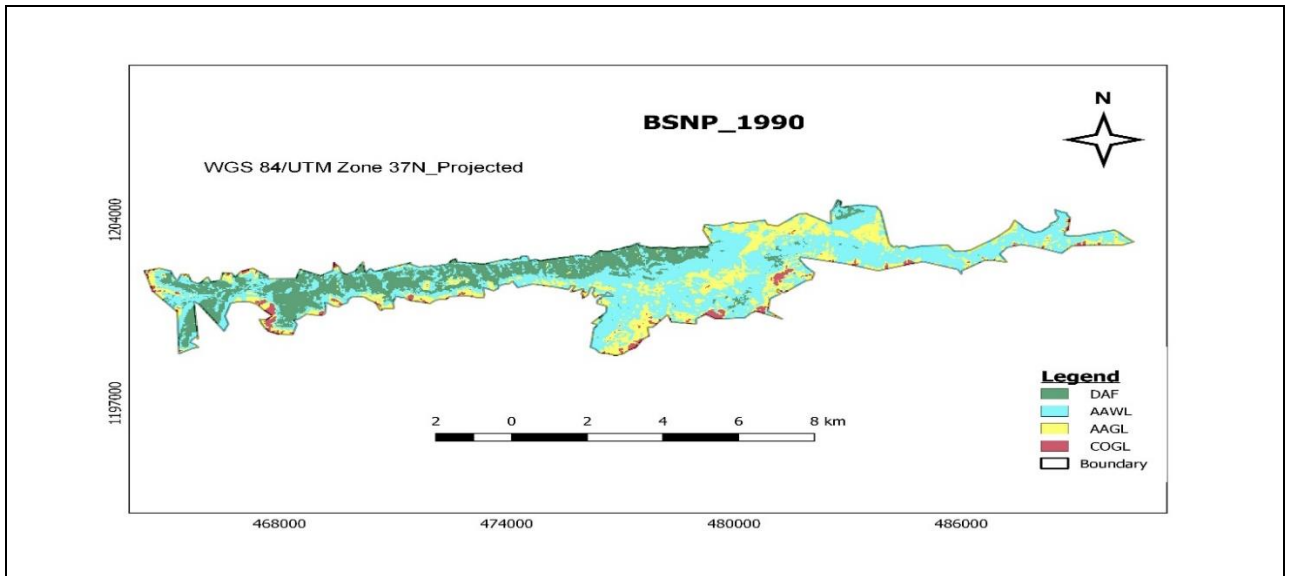 BSNP_1990
N
WGS 84/UTM Zone 37N_Projected
1204000
1197000
Legend
DAF
AAWL
AAGL
COGL
Boundary
2 0 2 4 6 8 km
468000 474000 480000 486000